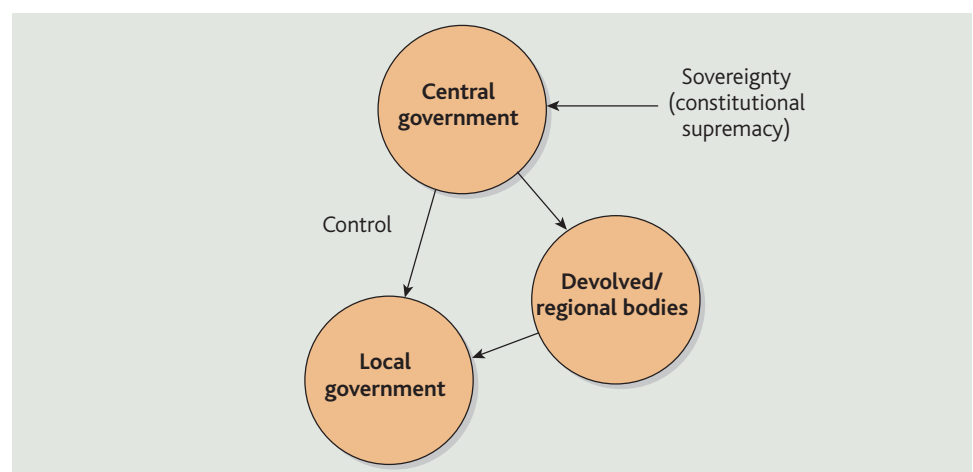 Central
government
Sovereignty
(constitutional
supremacy)
Control
Devolved/
regional bodies
Local
government